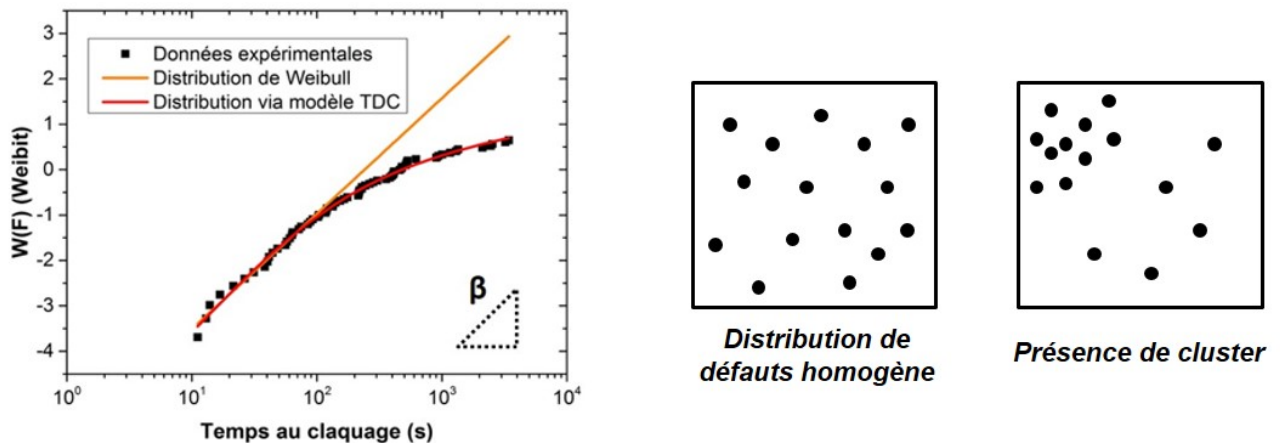 3
2
1
0
-1
-2
-3
-4
W(F) (Weibit)
Données expérimentales
Distribution de Weibull
Distribution via modèle TDC
β
10⁰ 10¹ 10² 10³ 10⁴
Temps au claquage (s)
Distribution de
défauts homogène
Présence de cluster